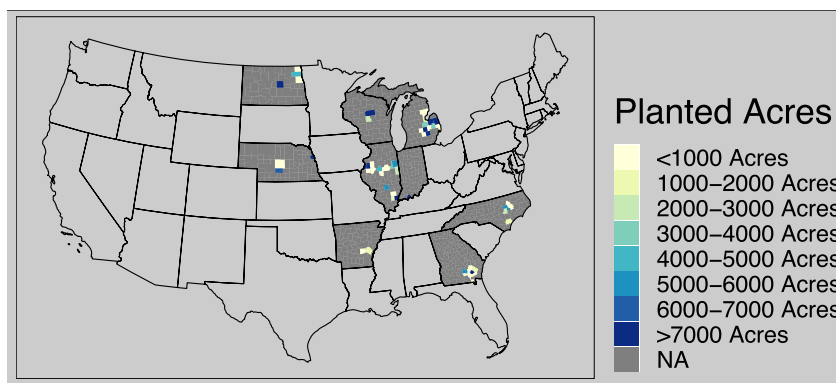 Planted Acres
<1000 Acres
1000−2000 Acres
2000−3000 Acres
3000−4000 Acres
4000−5000 Acres
5000−6000 Acres
6000−7000 Acres
>7000 Acres
NA